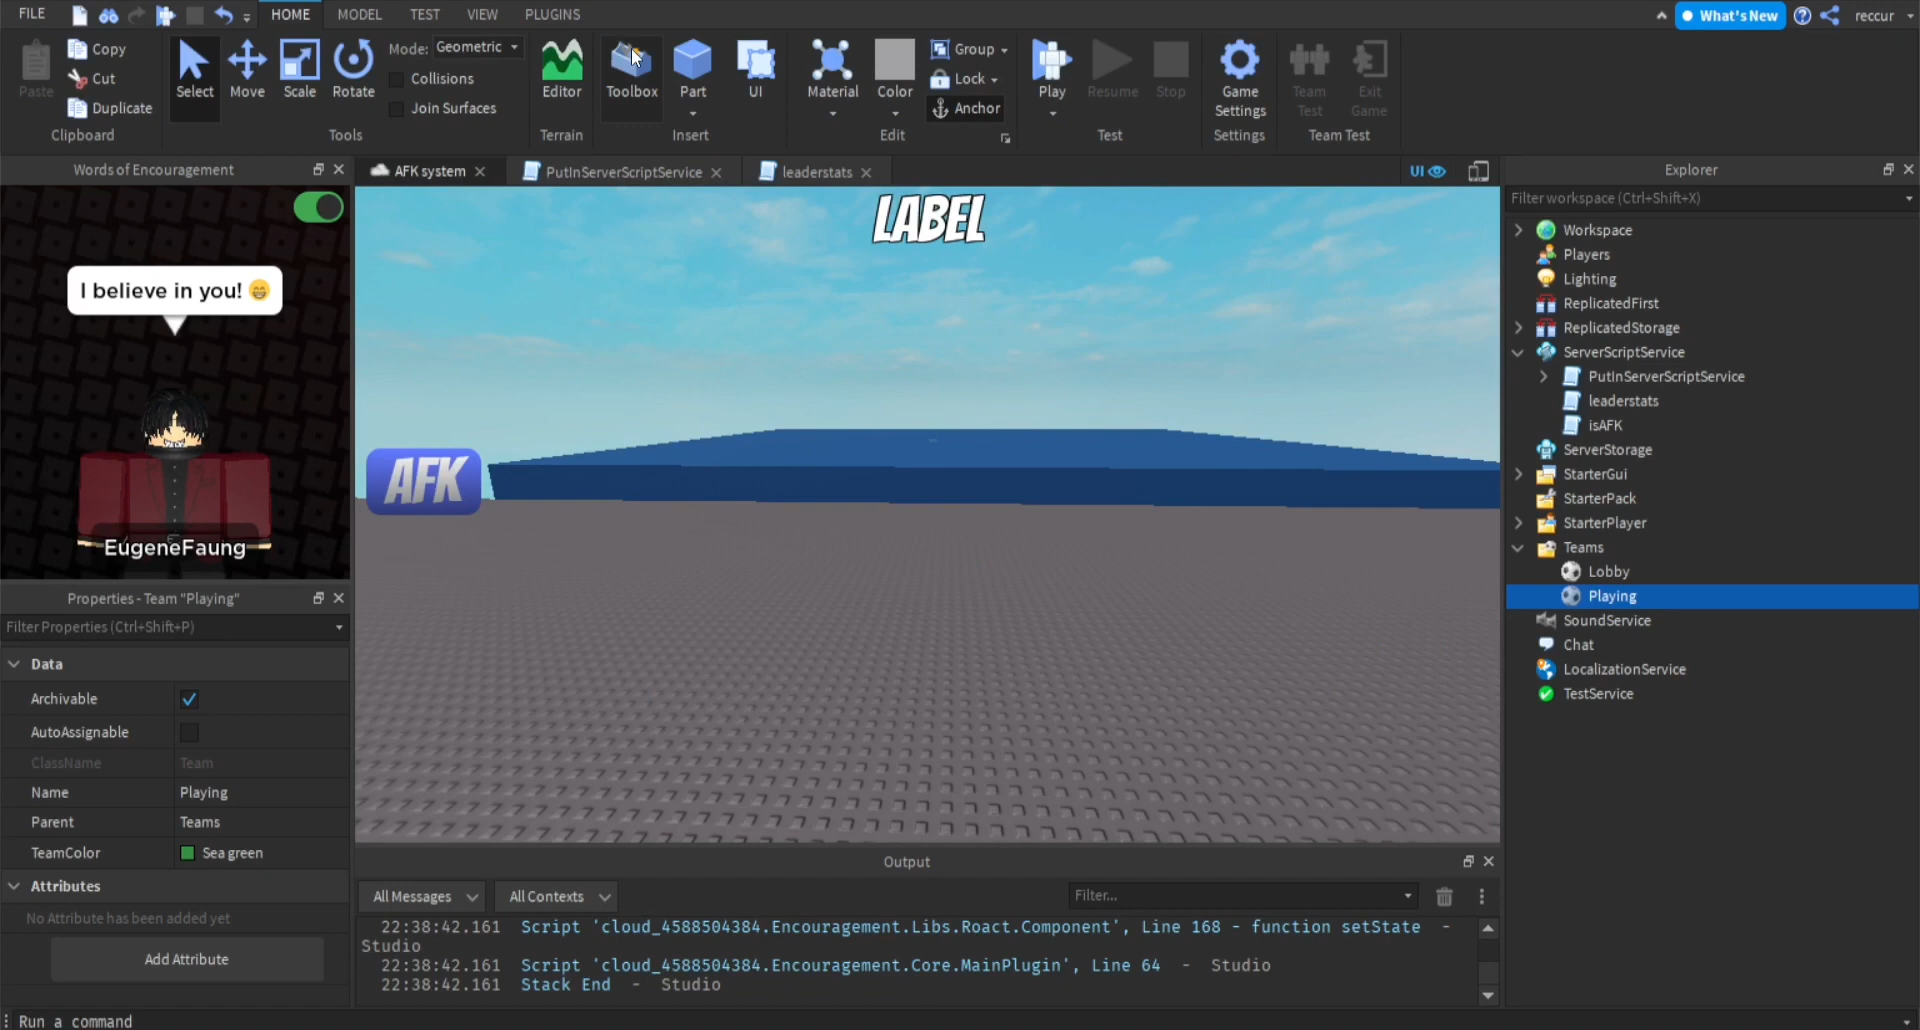 FILE HOME MODEL TEST VIEW PLUGINS What's New reccur
Paste Copy Cut Duplicate Clipboard
Select Move Scale Rotate Mode: Geometric Collisions Join Surfaces Tools
Editor Terrain
Toolbox Part UI Insert
Material Color Group Lock Anchor Edit
Play Resume Stop Test
Game Settings Settings
Team Test Exit Game Team Test
Words of Encouragement
I believe in you! 😁
EugeneFaung
Properties - Team "Playing"
Filter Properties (Ctrl+Shift+P)
Data
Archivable
AutoAssignable
ClassName Team
Name Playing
Parent Teams
TeamColor Sea green
Attributes
No Attribute has been added yet
Add Attribute
AFK system PutInServerScriptService leaderstats UI
LABEL
AFK
Output
All Messages All Contexts Filter...
22:38:42.161 Script 'cloud_4588504384.Encouragement.Libs.Roact.Component', Line 168 - function setState -
Studio
22:38:42.161 Script 'cloud_4588504384.Encouragement.Core.MainPlugin', Line 64 - Studio
22:38:42.161 Stack End - Studio
Explorer
Filter workspace (Ctrl+Shift+X)
Workspace
Players
Lighting
ReplicatedFirst
ReplicatedStorage
ServerScriptService
PutInServerScriptService
leaderstats
isAFK
ServerStorage
StarterGui
StarterPack
StarterPlayer
Teams
Lobby
Playing
SoundService
Chat
LocalizationService
TestService
Run a command